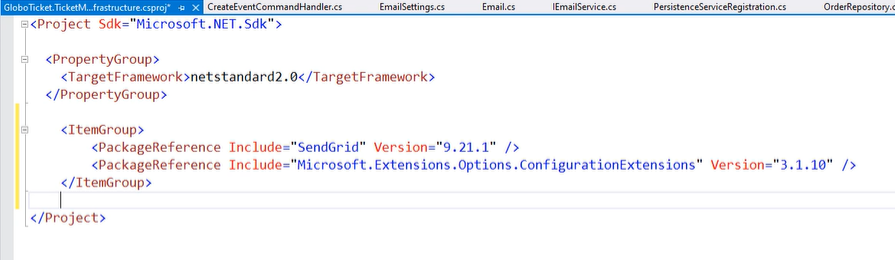 GloboTicket.TicketM...frastructure.csproj* CreateEventCommandHandler.cs EmailSettings.cs Email.cs IEmailService.cs PersistenceServiceRegistration.cs OrderRepository.c
<Project Sdk="Microsoft.NET.Sdk">
<PropertyGroup>
<TargetFramework>netstandard2.0</TargetFramework>
</PropertyGroup>
<ItemGroup>
<PackageReference Include="SendGrid" Version="9.21.1" />
<PackageReference Include="Microsoft.Extensions.Options.ConfigurationExtensions" Version="3.1.10" />
</ItemGroup>
</Project>